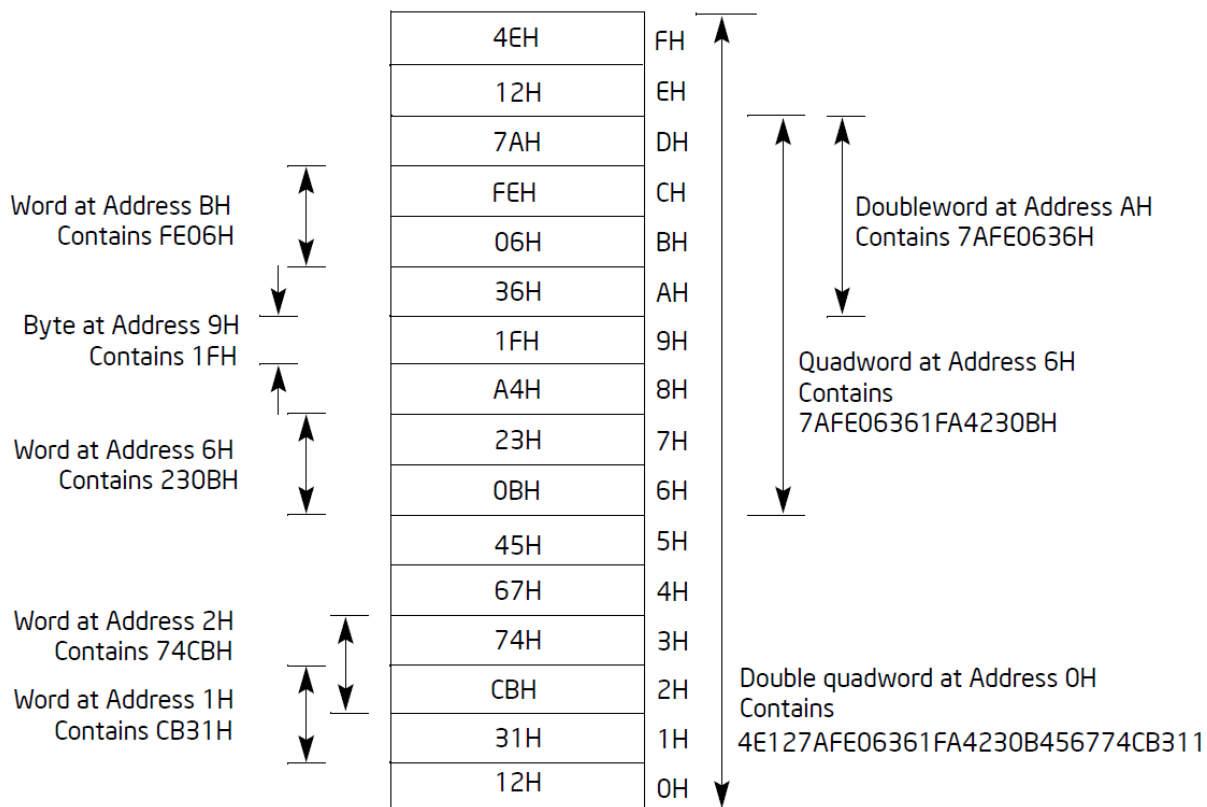 4EH
FH
12H
EH
7AH
DH
FEH
CH
06H
BH
36H
AH
1FH
9H
A4H
8H
23H
7H
0BH
6H
45H
5H
67H
4H
74H
3H
CBH
2H
31H
1H
12H
0H
Word at Address BH
Contains FE06H
Byte at Address 9H
Contains 1FH
Word at Address 6H
Contains 230BH
Word at Address 2H
Contains 74CBH
Word at Address 1H
Contains CB31H
Doubleword at Address AH
Contains 7AFE0636H
Quadword at Address 6H
Contains
7AFE06361FA4230BH
Double quadword at Address 0H
Contains
4E127AFE06361FA4230B456774CB311